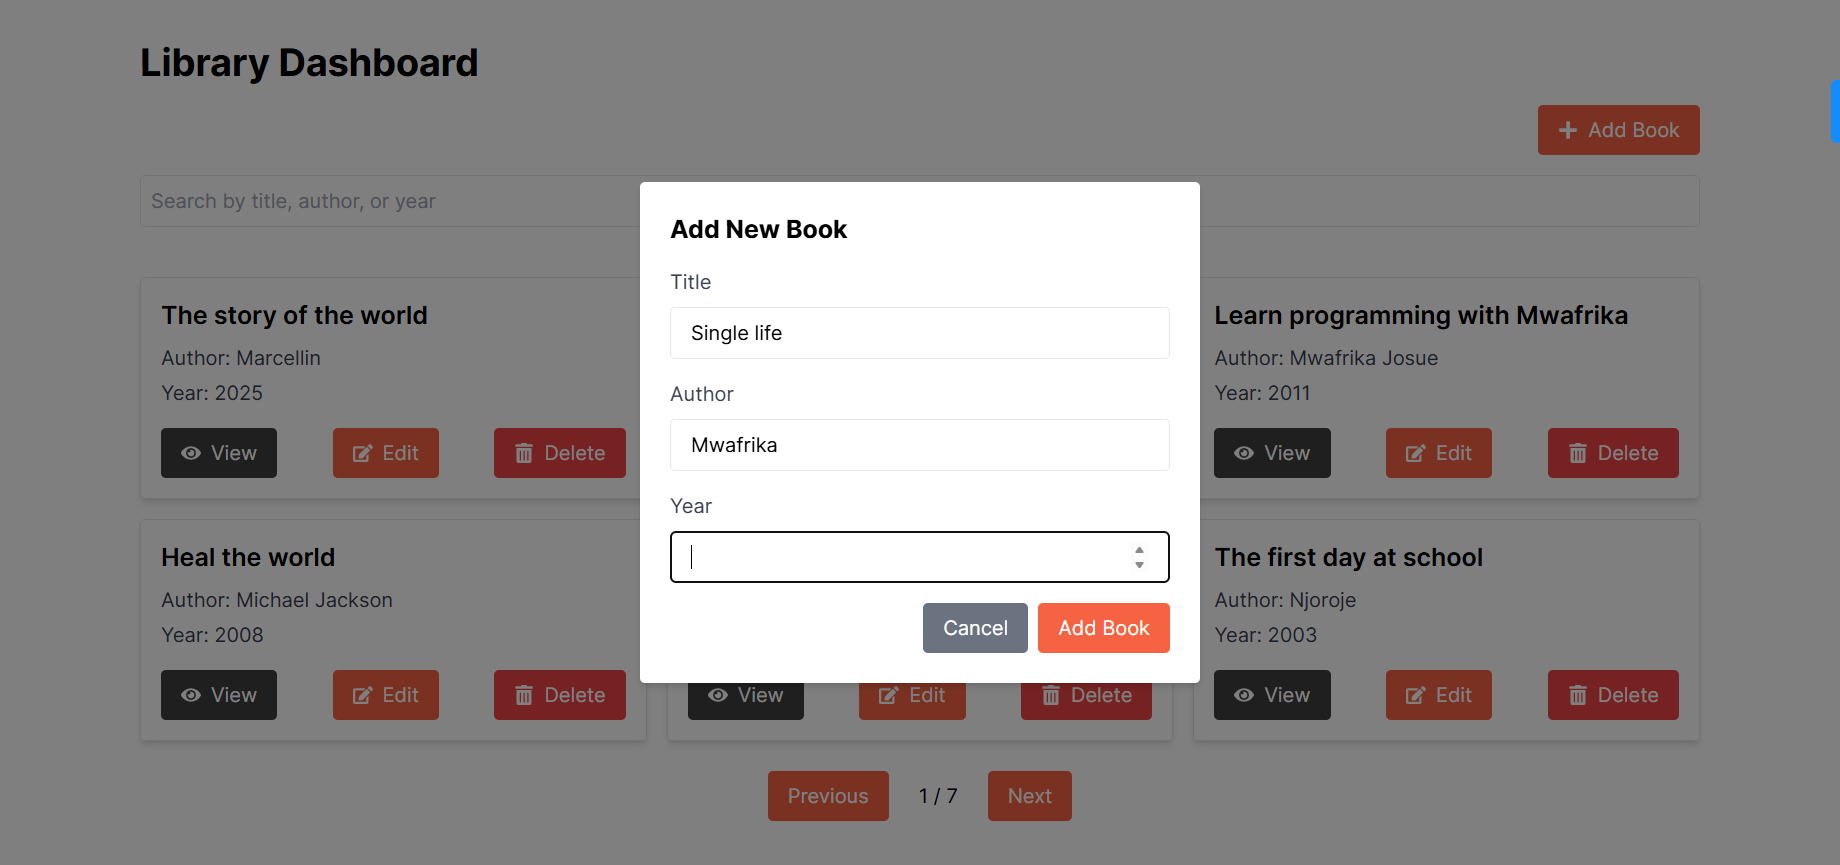 Library Dashboard
Add Book
Search by title, author, or year
Add New Book
Title
Single life
Author
Mwafrika
Year
Cancel
Add Book
The story of the world
Author: Marcellin
Year: 2025
View
Edit
Delete
Learn programming with Mwafrika
Author: Mwafrika Josue
Year: 2011
View
Edit
Delete
Heal the world
Author: Michael Jackson
Year: 2008
View
Edit
Delete
View
Edit
Delete
The first day at school
Author: Njoroje
Year: 2003
View
Edit
Delete
Previous
1 / 7
Next